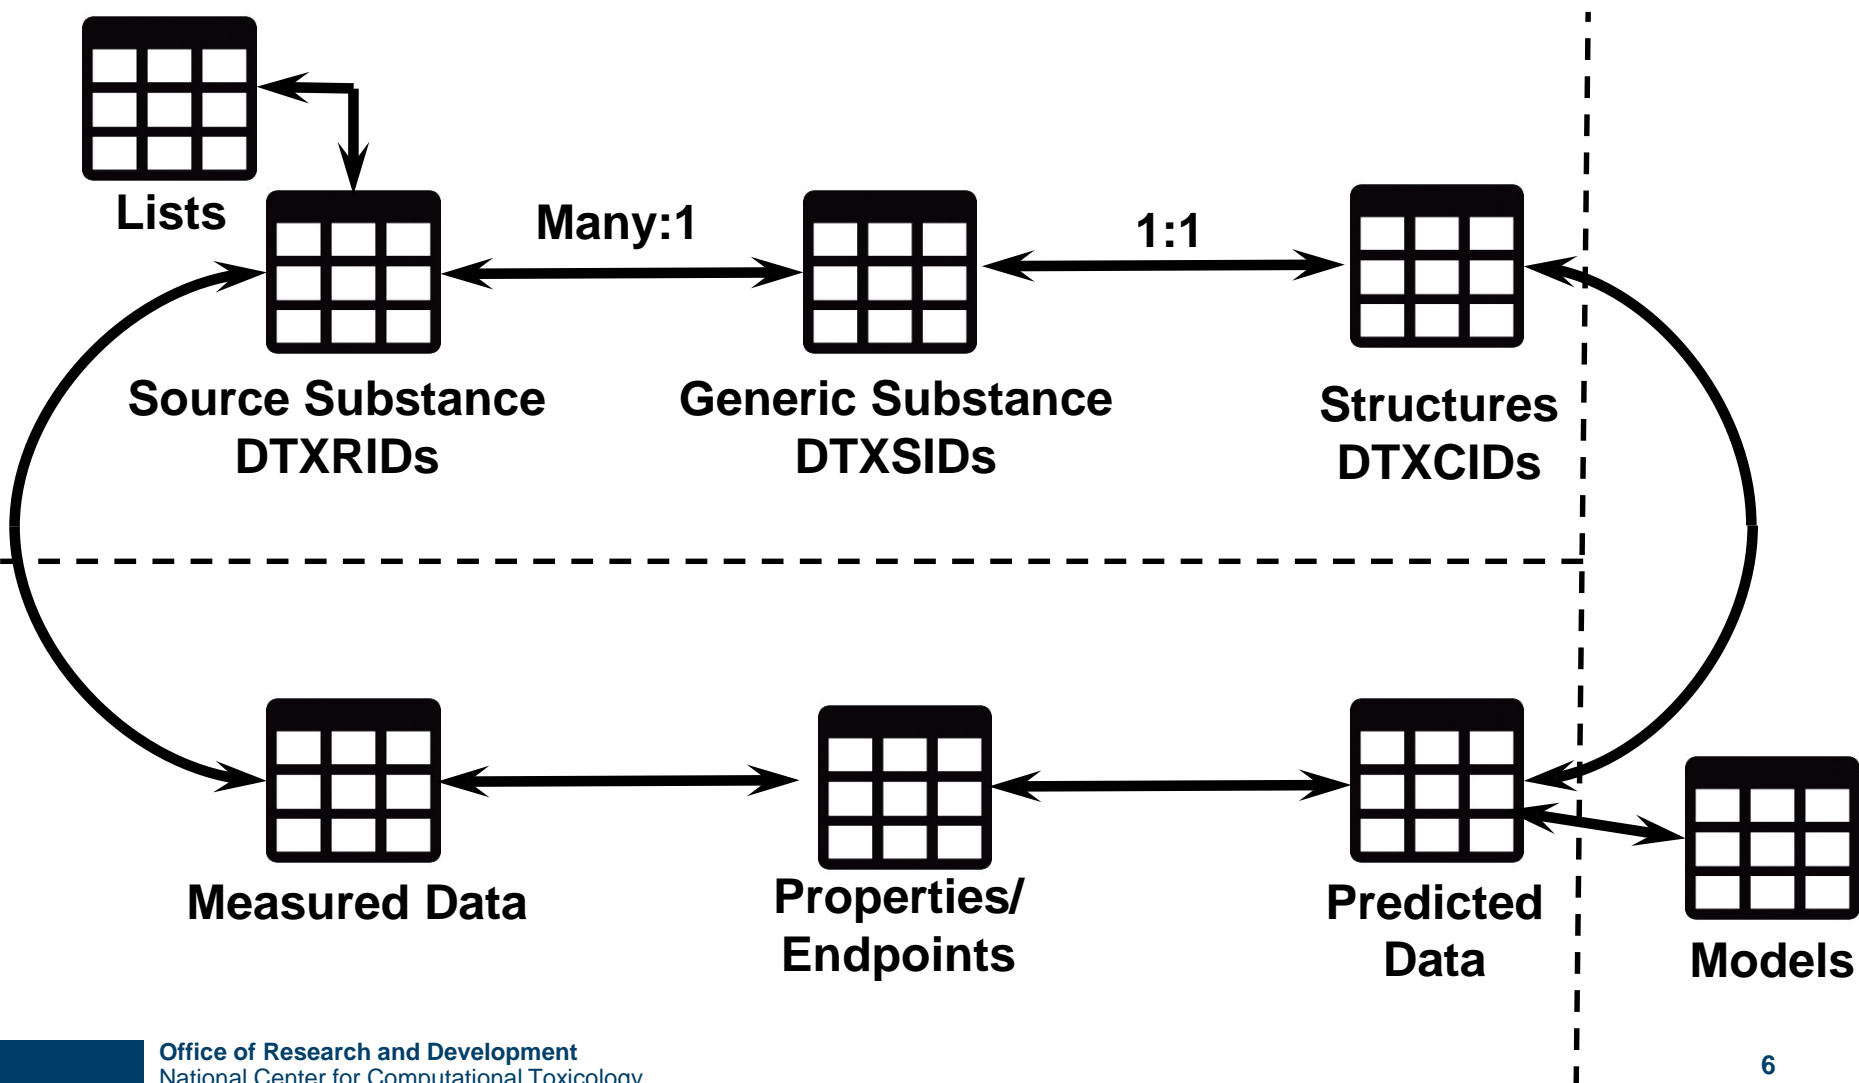 Lists
Many:1
1:1
Source Substance
DTXRIDs
Generic Substance
DTXSIDs
Structures
DTXCIDs
Measured Data
Properties/
Endpoints
Predicted
Data
Models
Office of Research and Development
National Center for Computational Toxicology
6